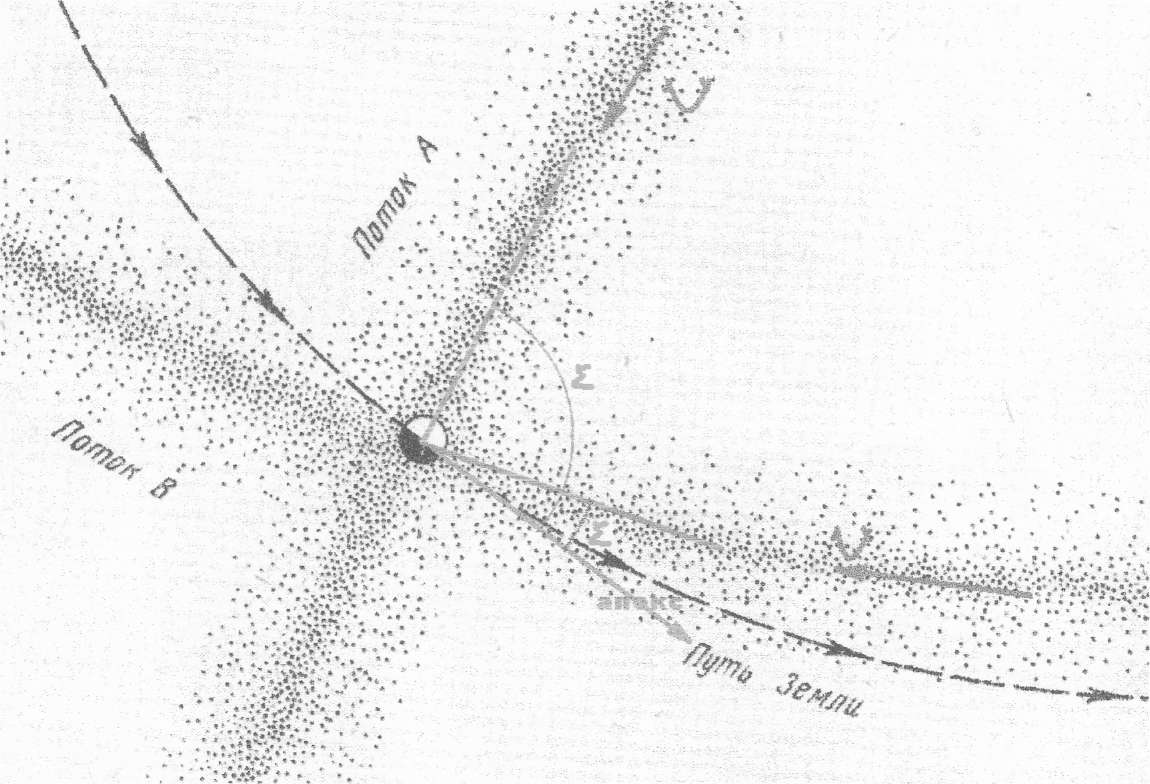 Поток А
Поток В
Σ
Σ
апекс
Путь Земли